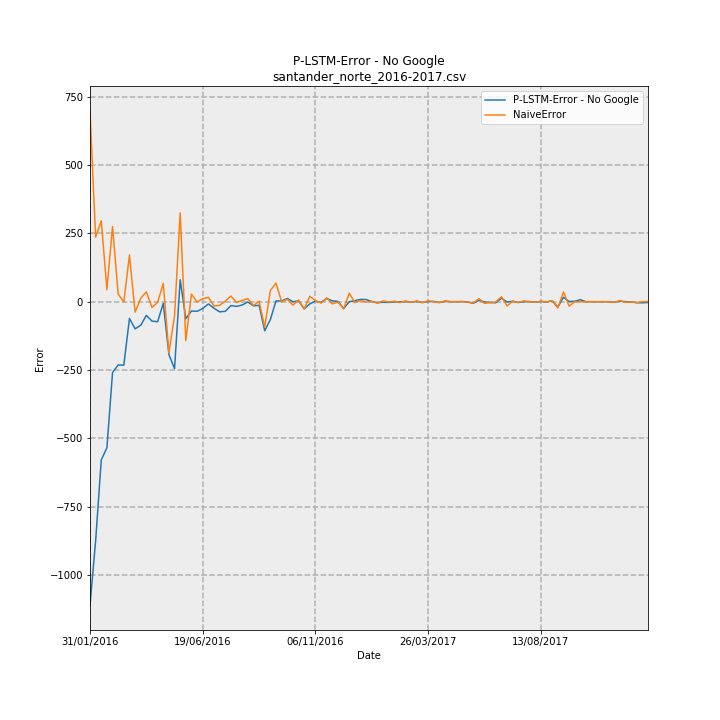 P-LSTM-Error - No Google
santander_norte_2016-2017.csv
P-LSTM-Error - No Google
NaiveError
750
500
250
0
−250
−500
−750
−1000
Error
31/01/2016
19/06/2016
06/11/2016
26/03/2017
13/08/2017
Date